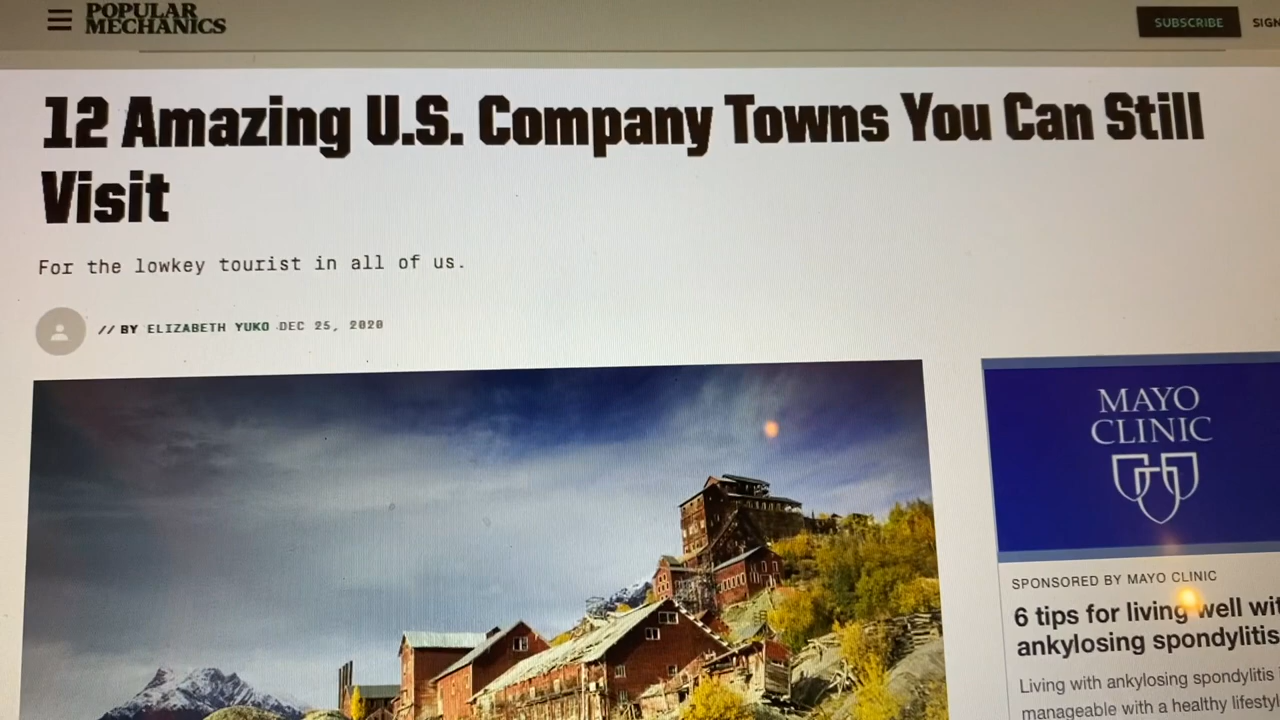 POPULAR
MECHANICS
SUBSCRIBE
SIGN
12 Amazing U.S. Company Towns You Can Still
Visit
For the lowkey tourist in all of us.
// BY ELIZABETH YUKO DEC 25, 2020
MAYO
CLINIC
SPONSORED BY MAYO CLINIC
6 tips for living well wit
ankylosing spondylitis
Living with ankylosing spondylitis
manageable with a healthy lifesty